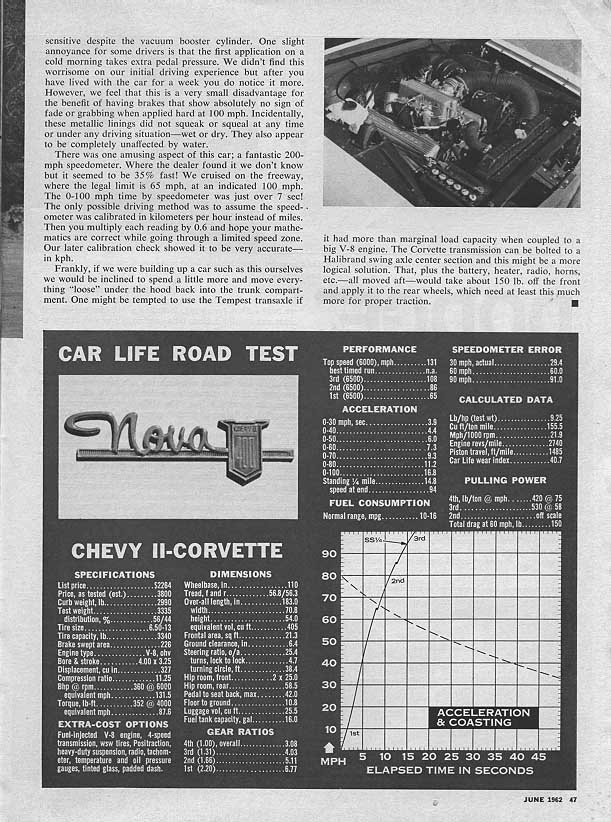 sensitive despite the vacuum booster cylinder. One slight
annoyance for some drivers is that the first application on a
cold morning takes extra pedal pressure. We didn't find this
worrisome on our initial driving experience but after you
have lived with the car for a week you do notice it more.
However, we feel that this is a very small disadvantage for
the benefit of having brakes that show absolutely no sign of
fade or grabbing when applied hard at 100 mph. Incidentally,
these metallic linings did not squeak or squeal at any time
or under any driving situation—wet or dry. They also appear
to be completely unaffected by water.
There was one amusing aspect of this car; a fantastic 200-
mph speedometer. Where the dealer found it we don't know
but it seemed to be 35% fast! We cruised on the freeway,
where the legal limit is 65 mph, at an indicated 100 mph.
The 0-100 mph time by speedometer was just over 7 sec!
The only possible driving method was to assume the speed-
ometer was calibrated in kilometers per hour instead of miles.
Then you multiply each reading by 0.6 and hope your mathe-
matics are correct while going through a limited speed zone.
Our later calibration check showed it to be very accurate—
in kph.
Frankly, if we were building up a car such as this ourselves
we would be inclined to spend a little more and move every-
thing "loose" under the hood back into the trunk compart-
ment. One might be tempted to use the Tempest transaxle if
it had more than marginal load capacity when coupled to a
big V-8 engine. The Corvette transmission can be bolted to a
Halibrand swing axle center section and this might be a more
logical solution. That, plus the battery, heater, radio, horns,
etc.—all moved aft—would take about 150 lb. off the front
and apply it to the rear wheels, which need at least this much
more for proper traction.
CAR LIFE ROAD TEST
Nova
CHEVY
CHEVY II-CORVETTE
SPECIFICATIONS
List price..........$2264
Price, as tested (est.)...3800
Curb weight, lb..........2990
Test weight..........3335
distribution, %..........56/44
Tire size..........6.50-13
Tire capacity, lb..........3340
Brake swept area..........226
Engine type..........V-8, ohv
Bore & stroke......4.00 x 3.25
Displacement, cu in........327
Compression ratio........11.25
Bhp @ rpm........360 @ 6000
equivalent mph..........131.5
Torque, lb-ft.......352 @ 4000
equivalent mph..........87.6
EXTRA-COST OPTIONS
Fuel-injected V-8 engine, 4-speed
transmission, wsw tires, Positraction,
heavy-duty suspension, radio, tachom-
eter, temperature and oil pressure
gauges, tinted glass, padded dash.
DIMENSIONS
Wheelbase, in..........110
Tread, f and r......56.8/56.3
Over-all length, in......183.0
width..........70.8
height..........54.0
equivalent vol, cu ft......405
Frontal area, sq ft........21.3
Ground clearance, in......6.4
Steering ratio, o/a........25.4
turns, lock to lock........4.7
turning circle, ft..........38.4
Hip room, front......2 x 25.0
Hip room, rear..........58.5
Pedal to seat back, max....42.0
Floor to ground..........10.8
Luggage vol, cu ft........25.5
Fuel tank capacity, gal.....16.0
GEAR RATIOS
4th (1.00), overall........3.08
3rd (1.31)..........4.03
2nd (1.66)..........5.11
1st (2.20)..........6.77
PERFORMANCE
Top speed (6000), mph......131
best timed run..........n.a.
3rd (6500)..........108
2nd (6500)..........86
1st (6500)..........65
ACCELERATION
0-30 mph, sec..........3.9
0-40..........4.4
0-50..........6.0
0-60..........7.3
0-70..........9.3
0-80..........11.2
0-100..........16.8
Standing ¼ mile..........14.8
speed at end..........94
FUEL CONSUMPTION
Normal range, mpg......10-16
SPEEDOMETER ERROR
30 mph, actual..........29.4
60 mph..........60.0
90 mph..........91.0
CALCULATED DATA
Lb/hp (test wt)..........9.25
Cu ft/ton mile..........155.5
Mph/1000 rpm..........21.9
Engine revs/mile..........2740
Piston travel, ft/mile......1485
Car Life wear index........40.7
PULLING POWER
4th, lb/ton @ mph....420 @ 75
3rd..........530 @ 58
2nd..........off scale
Total drag at 60 mph, lb....150
SS¼
3rd
2nd
1st
90
80
70
60
50
40
30
20
10
MPH
5 10 15 20 25 30 35 40 45
ACCELERATION
& COASTING
ELAPSED TIME IN SECONDS
JUNE 1962 47